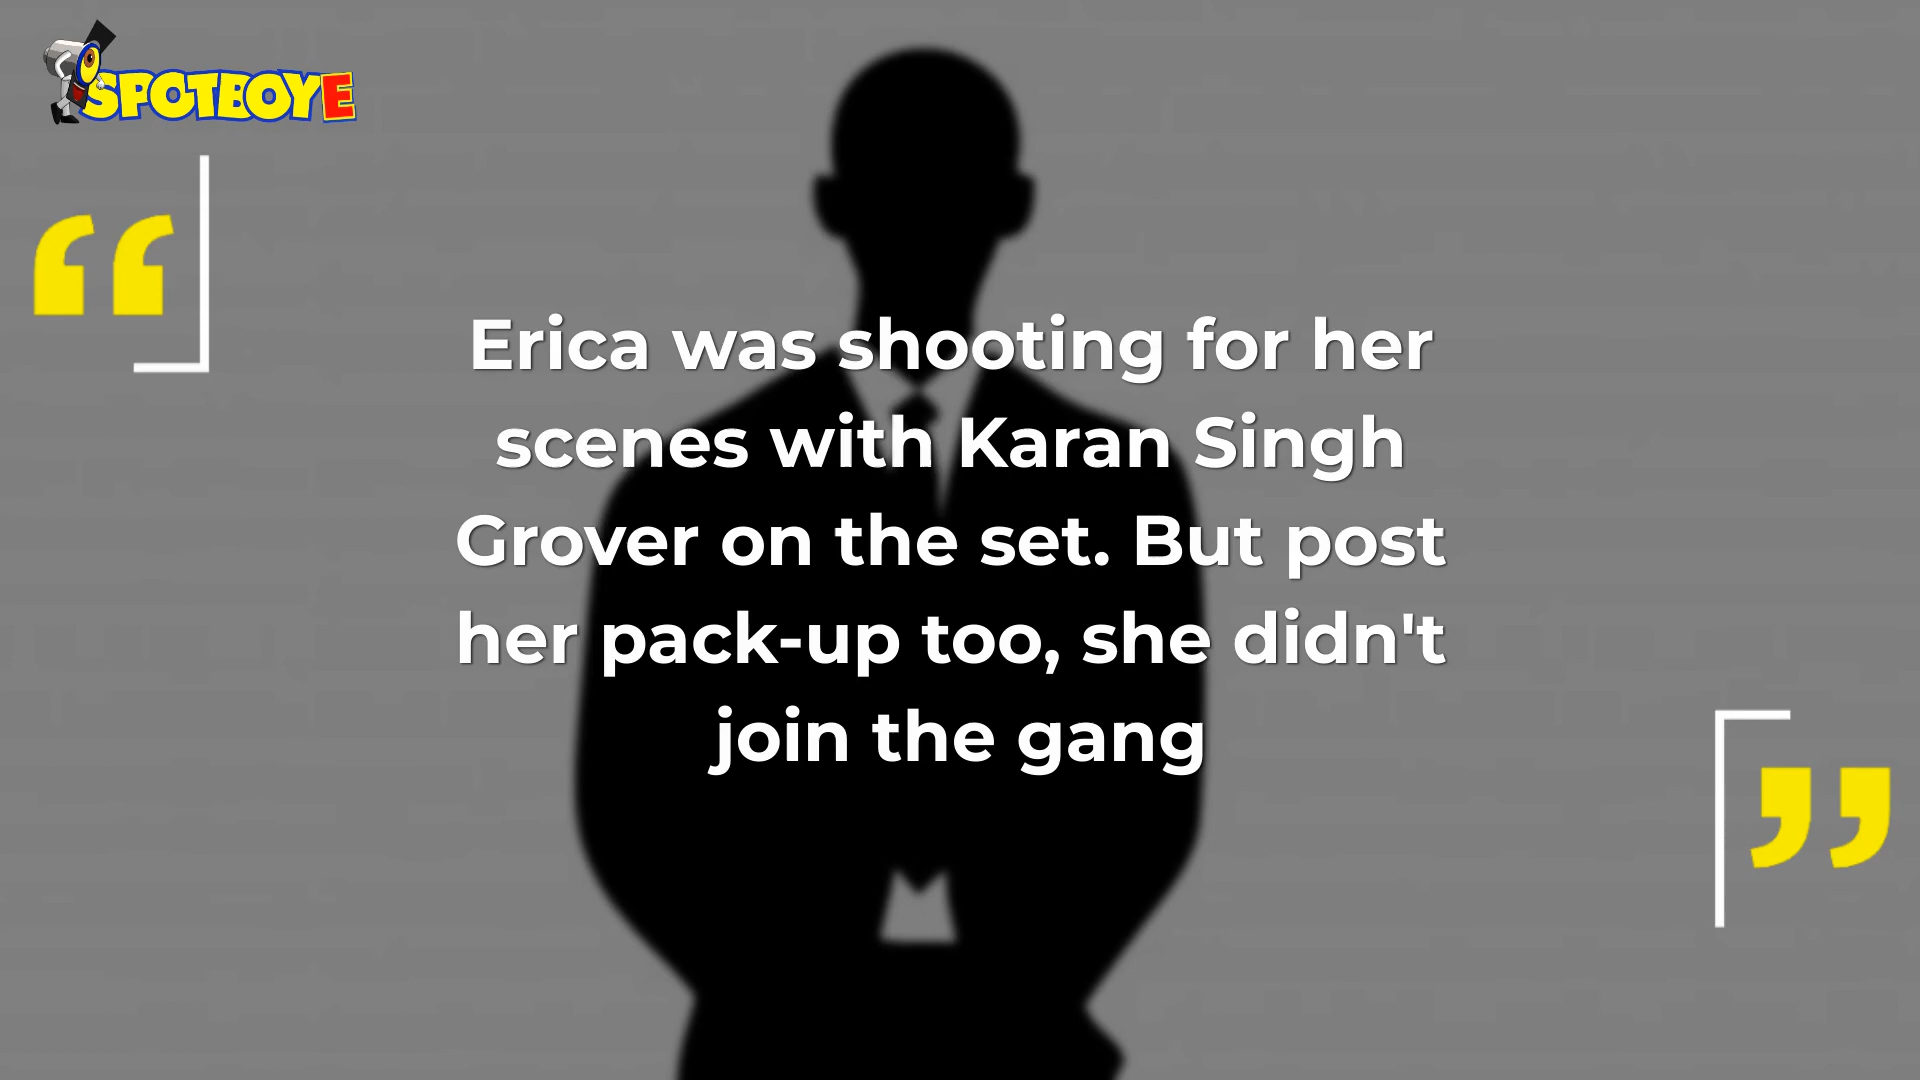 SPOTBOYE
“
Erica was shooting for her
scenes with Karan Singh
Grover on the set. But post
her pack-up too, she didn't
join the gang
”